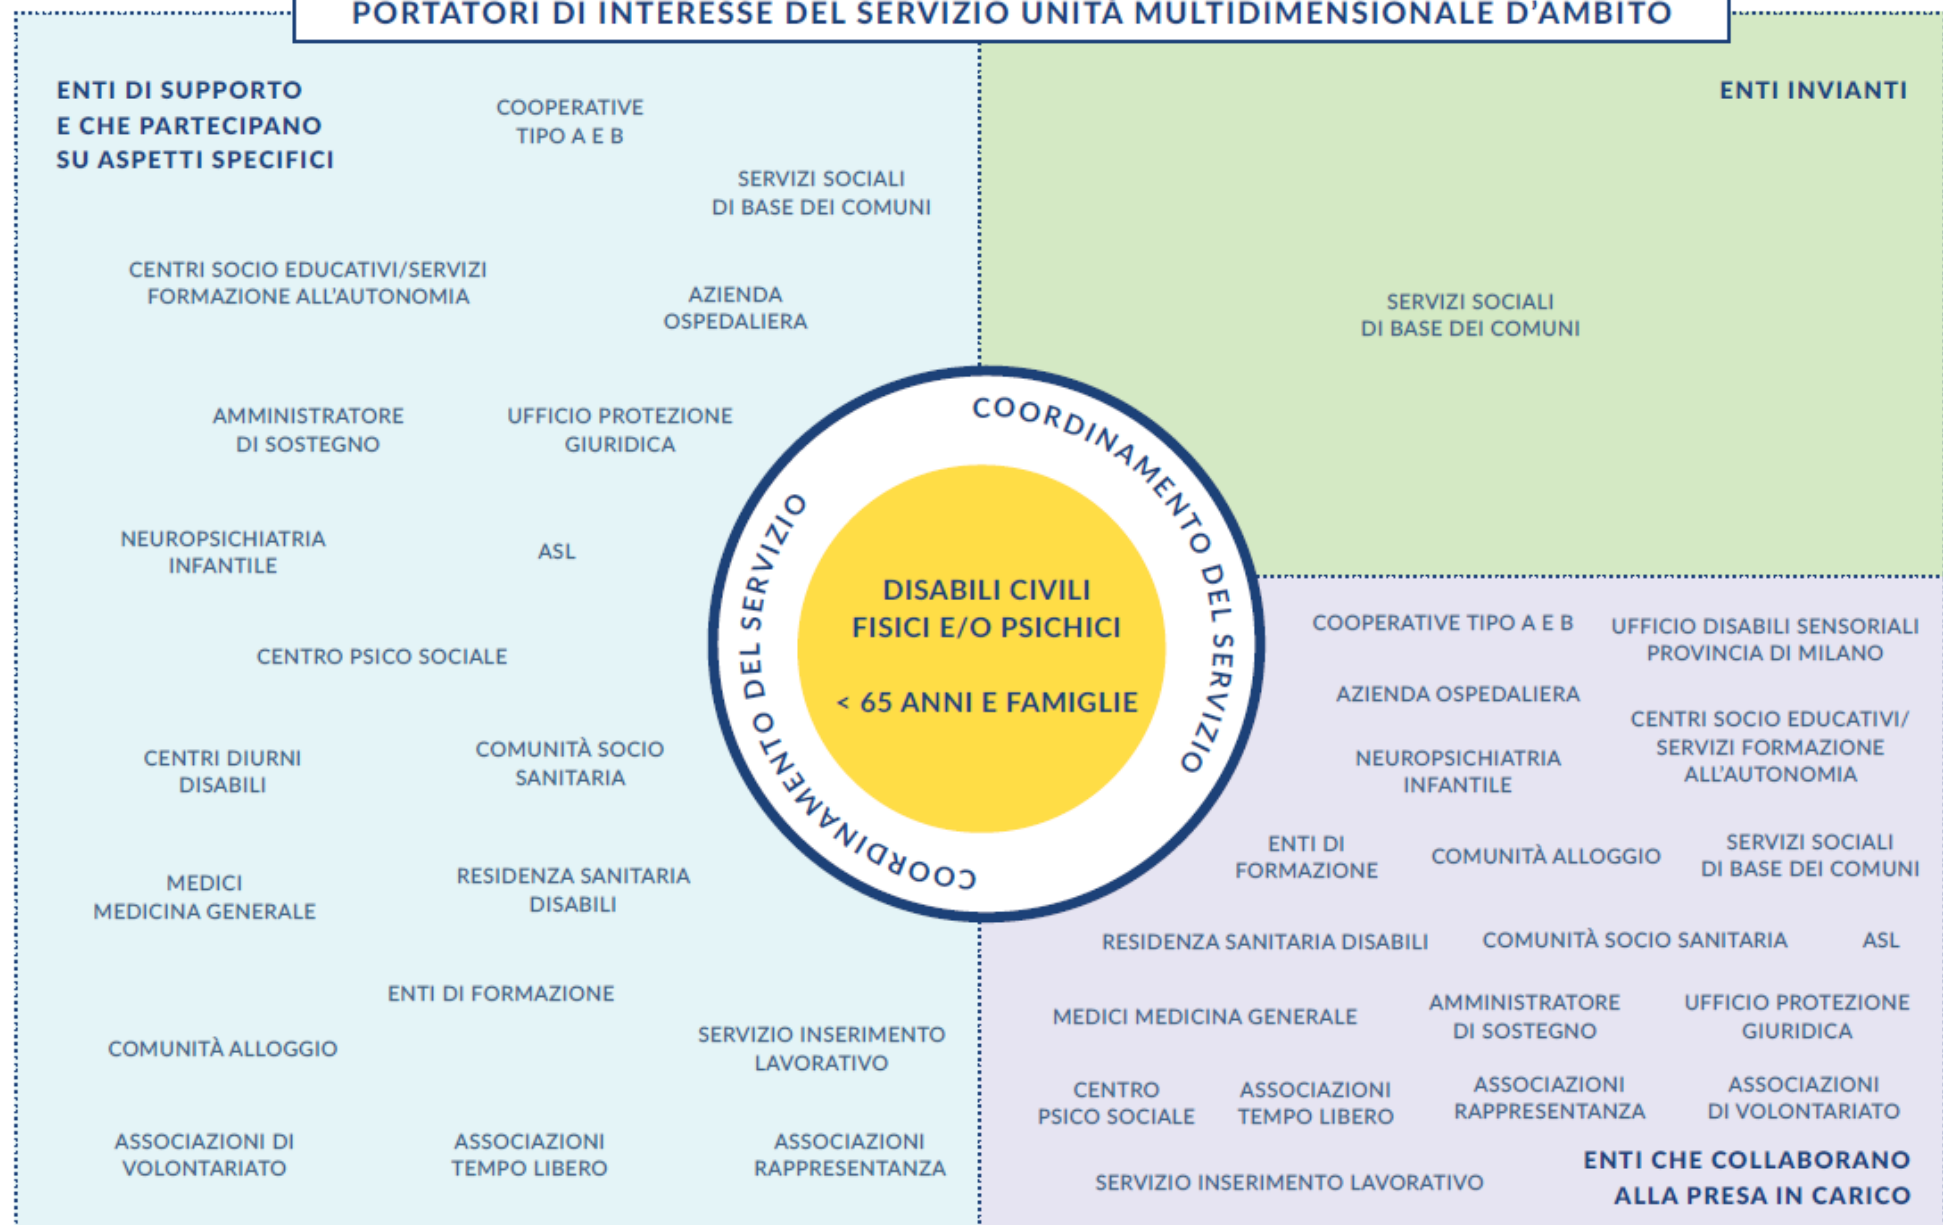 PORTATORI DI INTERESSE DEL SERVIZIO UNITÀ MULTIDIMENSIONALE D'AMBITO
ENTI DI SUPPORTO
E CHE PARTECIPANO
SU ASPETTI SPECIFICI
COOPERATIVE
TIPO A E B
SERVIZI SOCIALI
DI BASE DEI COMUNI
CENTRI SOCIO EDUCATIVI/SERVIZI
FORMAZIONE ALL'AUTONOMIA
AZIENDA
OSPEDALIERA
AMMINISTRATORE
DI SOSTEGNO
UFFICIO PROTEZIONE
GIURIDICA
NEUROPSICHIATRIA
INFANTILE
ASL
CENTRO PSICO SOCIALE
CENTRI DIURNI
DISABILI
COMUNITÀ SOCIO
SANITARIA
MEDICI
MEDICINA GENERALE
RESIDENZA SANITARIA
DISABILI
ENTI DI FORMAZIONE
COMUNITÀ ALLOGGIO
SERVIZIO INSERIMENTO
LAVORATIVO
ASSOCIAZIONI DI
VOLONTARIATO
ASSOCIAZIONI
TEMPO LIBERO
ASSOCIAZIONI
RAPPRESENTANZA
ENTI INVIANTI
SERVIZI SOCIALI
DI BASE DEI COMUNI
COORDINAMENTO DEL SERVIZIO
COORDINAMENTO DEL SERVIZIO
DISABILI CIVILI
FISICI E/O PSICHICI
< 65 ANNI E FAMIGLIE
COOPERATIVE TIPO A E B
UFFICIO DISABILI SENSORIALI
PROVINCIA DI MILANO
AZIENDA OSPEDALIERA
CENTRI SOCIO EDUCATIVI/
SERVIZI FORMAZIONE
ALL'AUTONOMIA
NEUROPSICHIATRIA
INFANTILE
ENTI DI
FORMAZIONE
COMUNITÀ ALLOGGIO
SERVIZI SOCIALI
DI BASE DEI COMUNI
RESIDENZA SANITARIA DISABILI
COMUNITÀ SOCIO SANITARIA
ASL
MEDICI MEDICINA GENERALE
AMMINISTRATORE
DI SOSTEGNO
UFFICIO PROTEZIONE
GIURIDICA
CENTRO
PSICO SOCIALE
ASSOCIAZIONI
TEMPO LIBERO
ASSOCIAZIONI
RAPPRESENTANZA
ASSOCIAZIONI
DI VOLONTARIATO
SERVIZIO INSERIMENTO LAVORATIVO
ENTI CHE COLLABORANO
ALLA PRESA IN CARICO